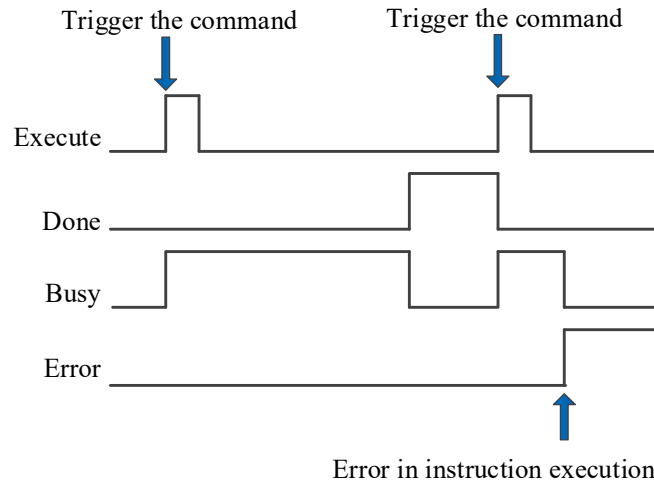 Trigger the command
Trigger the command
Execute
Done
Busy
Error
Error in instruction execution